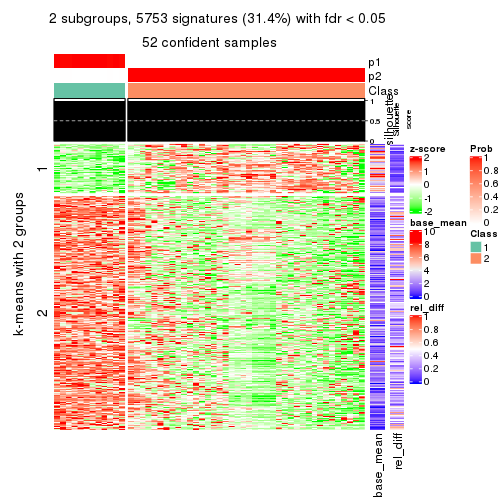 2 subgroups, 5753 signatures (31.4%) with fdr < 0.05
52 confident samples
p1
p2
Class
silhouette
Silhouette
score
1
0.5
0
k-means with 2 groups
1
2
z-score
2
1
0
-1
-2
base_mean
10
8
6
4
2
0
rel_diff
1
0.8
0.6
0.4
0.2
0
Prob
1
0.8
0.6
0.4
0.2
0
Class
1
2
base_mean
rel_diff